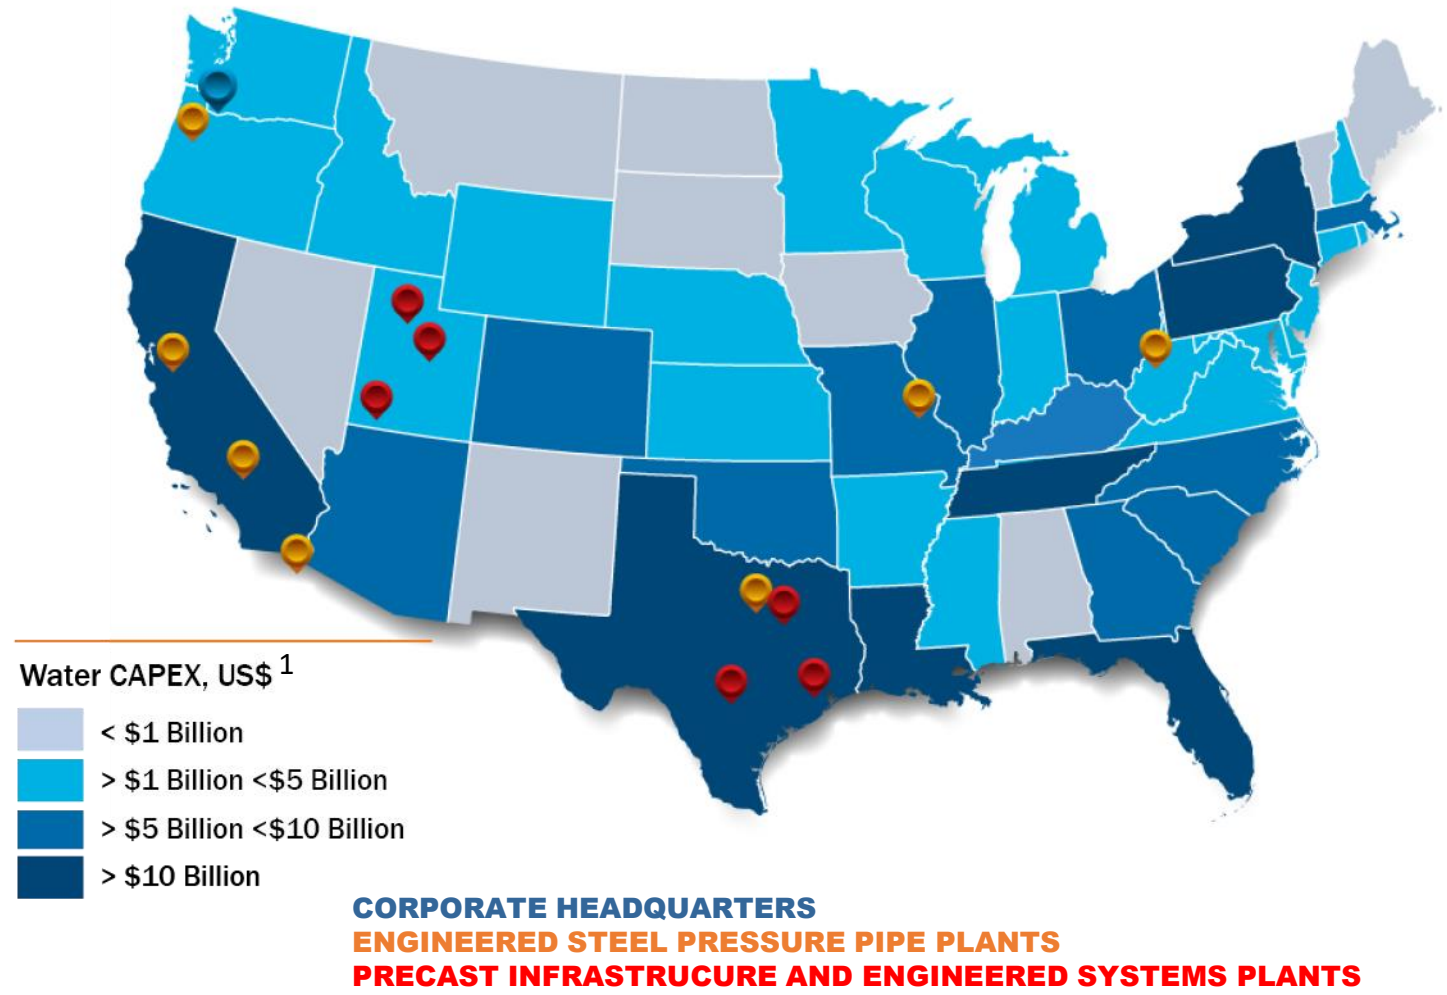 Water CAPEX, US$ 1
< $1 Billion
> $1 Billion <$5 Billion
> $5 Billion <$10 Billion
> $10 Billion
CORPORATE HEADQUARTERS
ENGINEERED STEEL PRESSURE PIPE PLANTS
PRECAST INFRASTRUCURE AND ENGINEERED SYSTEMS PLANTS